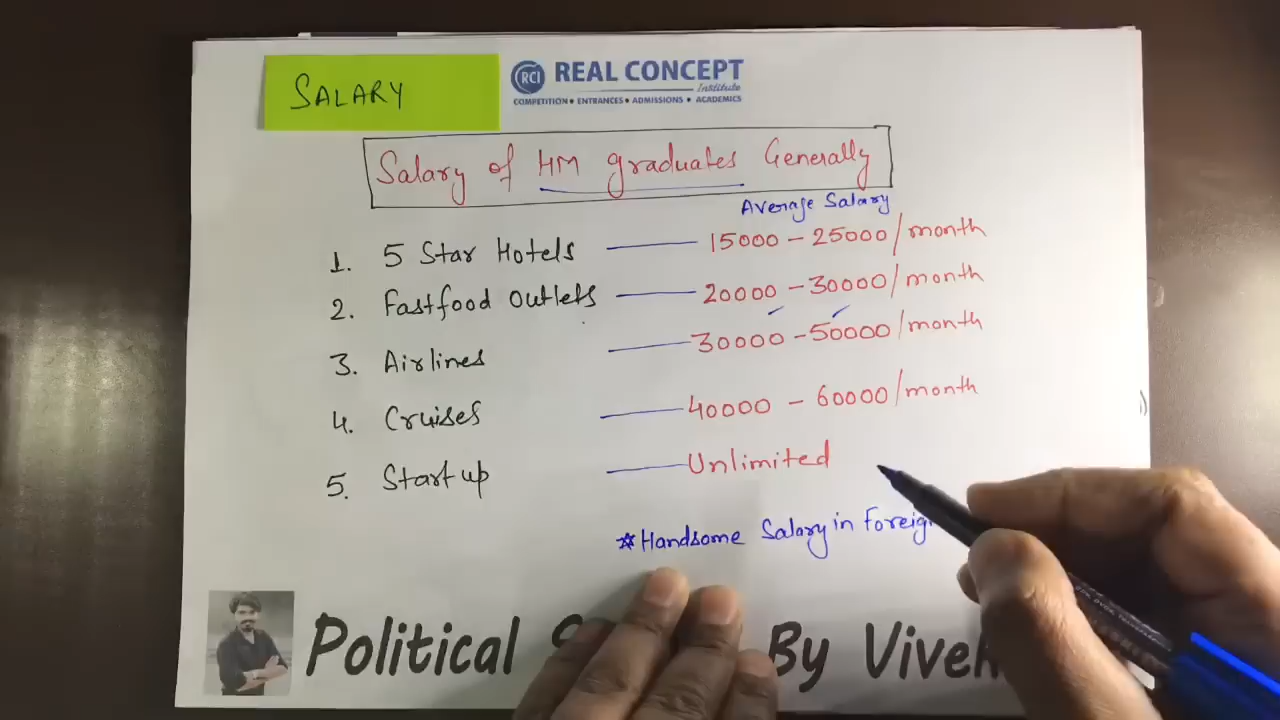 SALARY
RCI REAL CONCEPT
Institute
COMPETITION • ENTRANCES • ADMISSIONS • ACADEMICS
Salary of HM graduates Generally
Average Salary
1. 5 Star Hotels 15000 - 25000/month
2. Fastfood Outlets 20000 - 30000/month
3. Airlines 30000 - 50000/month
4. Cruises 40000 - 60000/month
5. Start up Unlimited
* Handsome Salary in
Political By